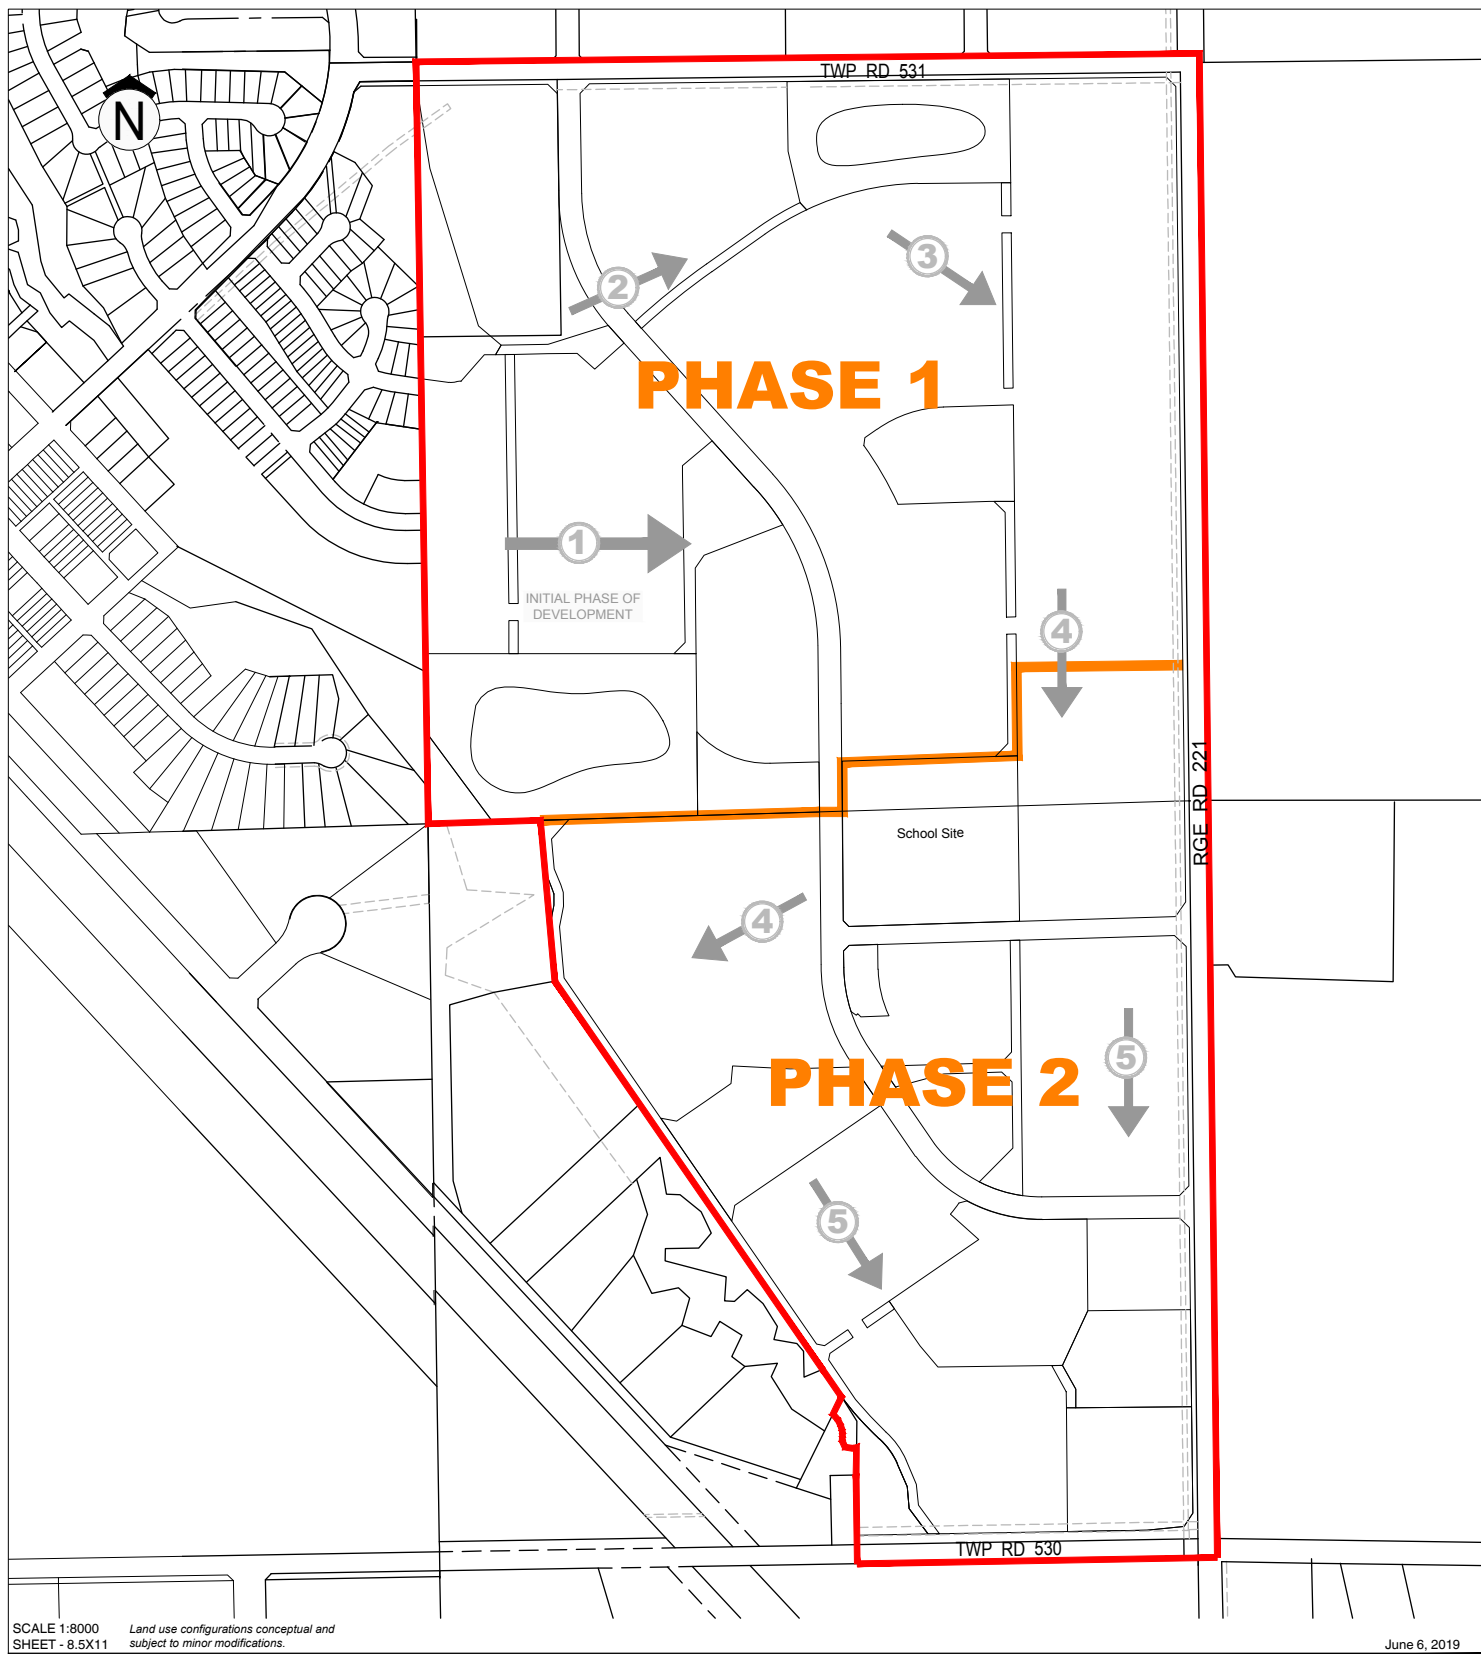 TWP RD 531
N
3
2
PHASE 1
1
INITIAL PHASE OF
DEVELOPMENT
4
RGE RD 221
School Site
4
5
PHASE 2
5
TWP RD 530
SCALE 1:8000
SHEET - 8.5X11
Land use configurations conceptual and
subject to minor modifications.
June 6, 2019